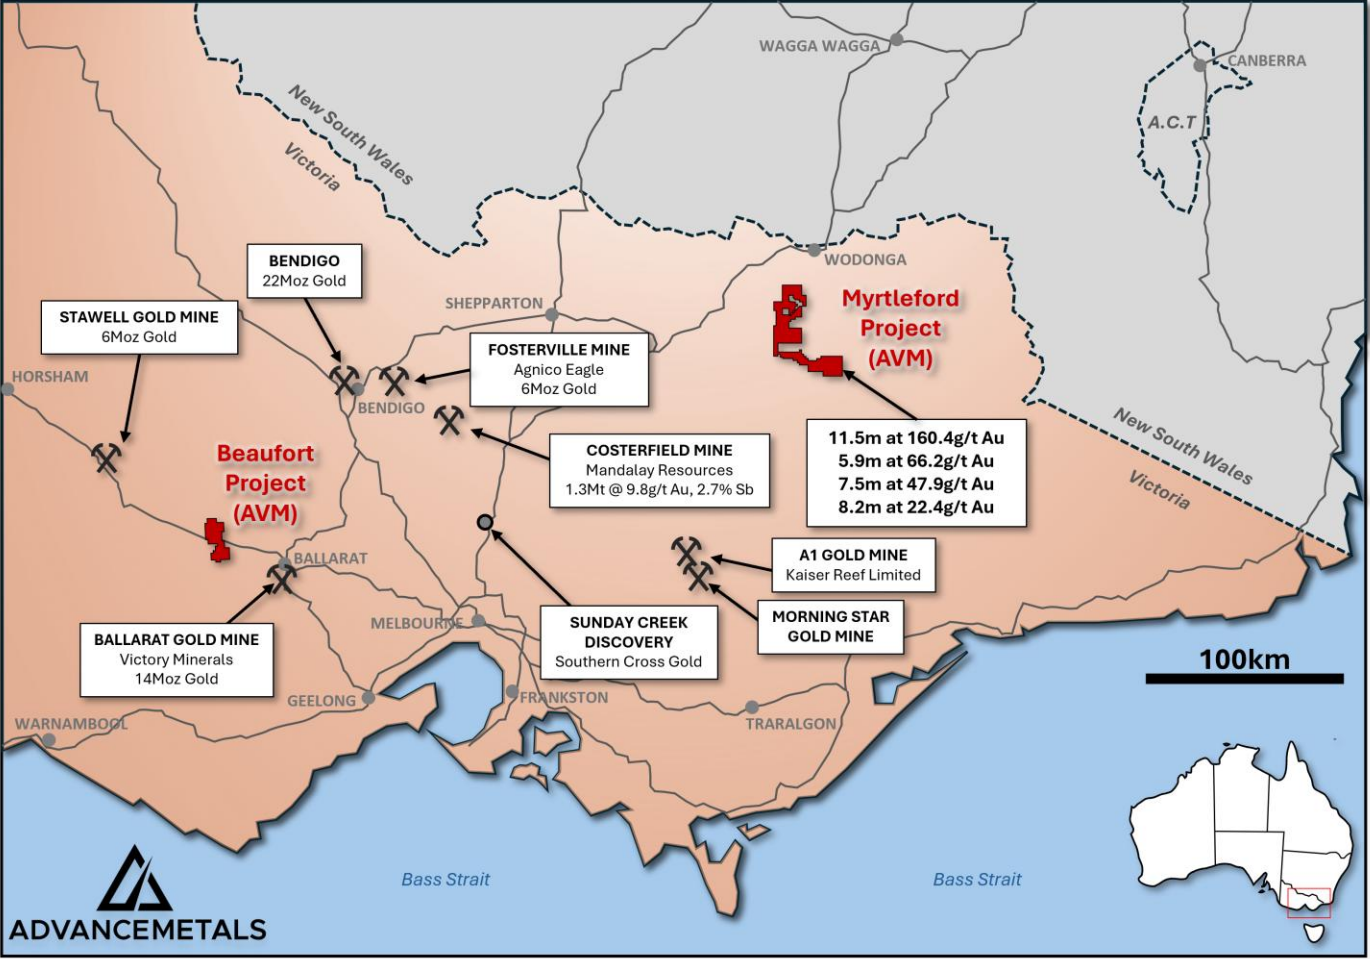 WAGGA WAGGA
CANBERRA
A.C.T
New South Wales
Victoria
WODONGA
BENDIGO
22Moz Gold
STAWELL GOLD MINE
6Moz Gold
SHEPPARTON
Myrtleford
Project
(AVM)
FOSTERVILLE MINE
Agnico Eagle
6Moz Gold
HORSHAM
BENDIGO
COSTERFIELD MINE
Mandalay Resources
1.3Mt @ 9.8g/t Au, 2.7% Sb
11.5m at 160.4g/t Au
5.9m at 66.2g/t Au
7.5m at 47.9g/t Au
8.2m at 22.4g/t Au
New South Wales
Victoria
Beaufort
Project
(AVM)
BALLARAT
A1 GOLD MINE
Kaiser Reef Limited
MORNING STAR
GOLD MINE
MELBOURNE
SUNDAY CREEK
DISCOVERY
Southern Cross Gold
BALLARAT GOLD MINE
Victory Minerals
14Moz Gold
100km
GEELONG
FRANKSTON
WARNAMBOOL
TRARALGON
Bass Strait
Bass Strait
ADVANCEMETALS